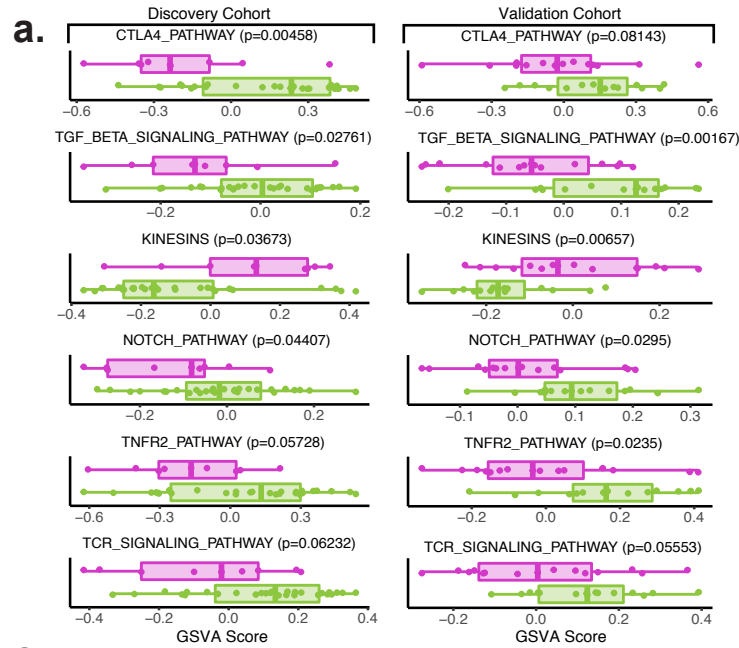 a.
Discovery Cohort
CTLA4_PATHWAY (p=0.00458)
−0.6 −0.3 0.0 0.3
TGF_BETA_SIGNALING_PATHWAY (p=0.02761)
−0.2 0.0 0.2
KINESINS (p=0.03673)
−0.4 −0.2 0.0 0.2 0.4
NOTCH_PATHWAY (p=0.04407)
−0.2 0.0 0.2
TNFR2_PATHWAY (p=0.05728)
−0.6 −0.3 0.0 0.3
TCR_SIGNALING_PATHWAY (p=0.06232)
−0.4 −0.2 0.0 0.2 0.4
GSVA Score
Validation Cohort
CTLA4_PATHWAY (p=0.08143)
−0.6 −0.3 0.0 0.3 0.6
TGF_BETA_SIGNALING_PATHWAY (p=0.00167)
−0.2 −0.1 0.0 0.1 0.2
KINESINS (p=0.00657)
−0.2 0.0 0.2
NOTCH_PATHWAY (p=0.0295)
−0.1 0.0 0.1 0.2 0.3
TNFR2_PATHWAY (p=0.0235)
−0.2 0.0 0.2 0.4
TCR_SIGNALING_PATHWAY (p=0.05553)
−0.2 0.0 0.2 0.4
GSVA Score